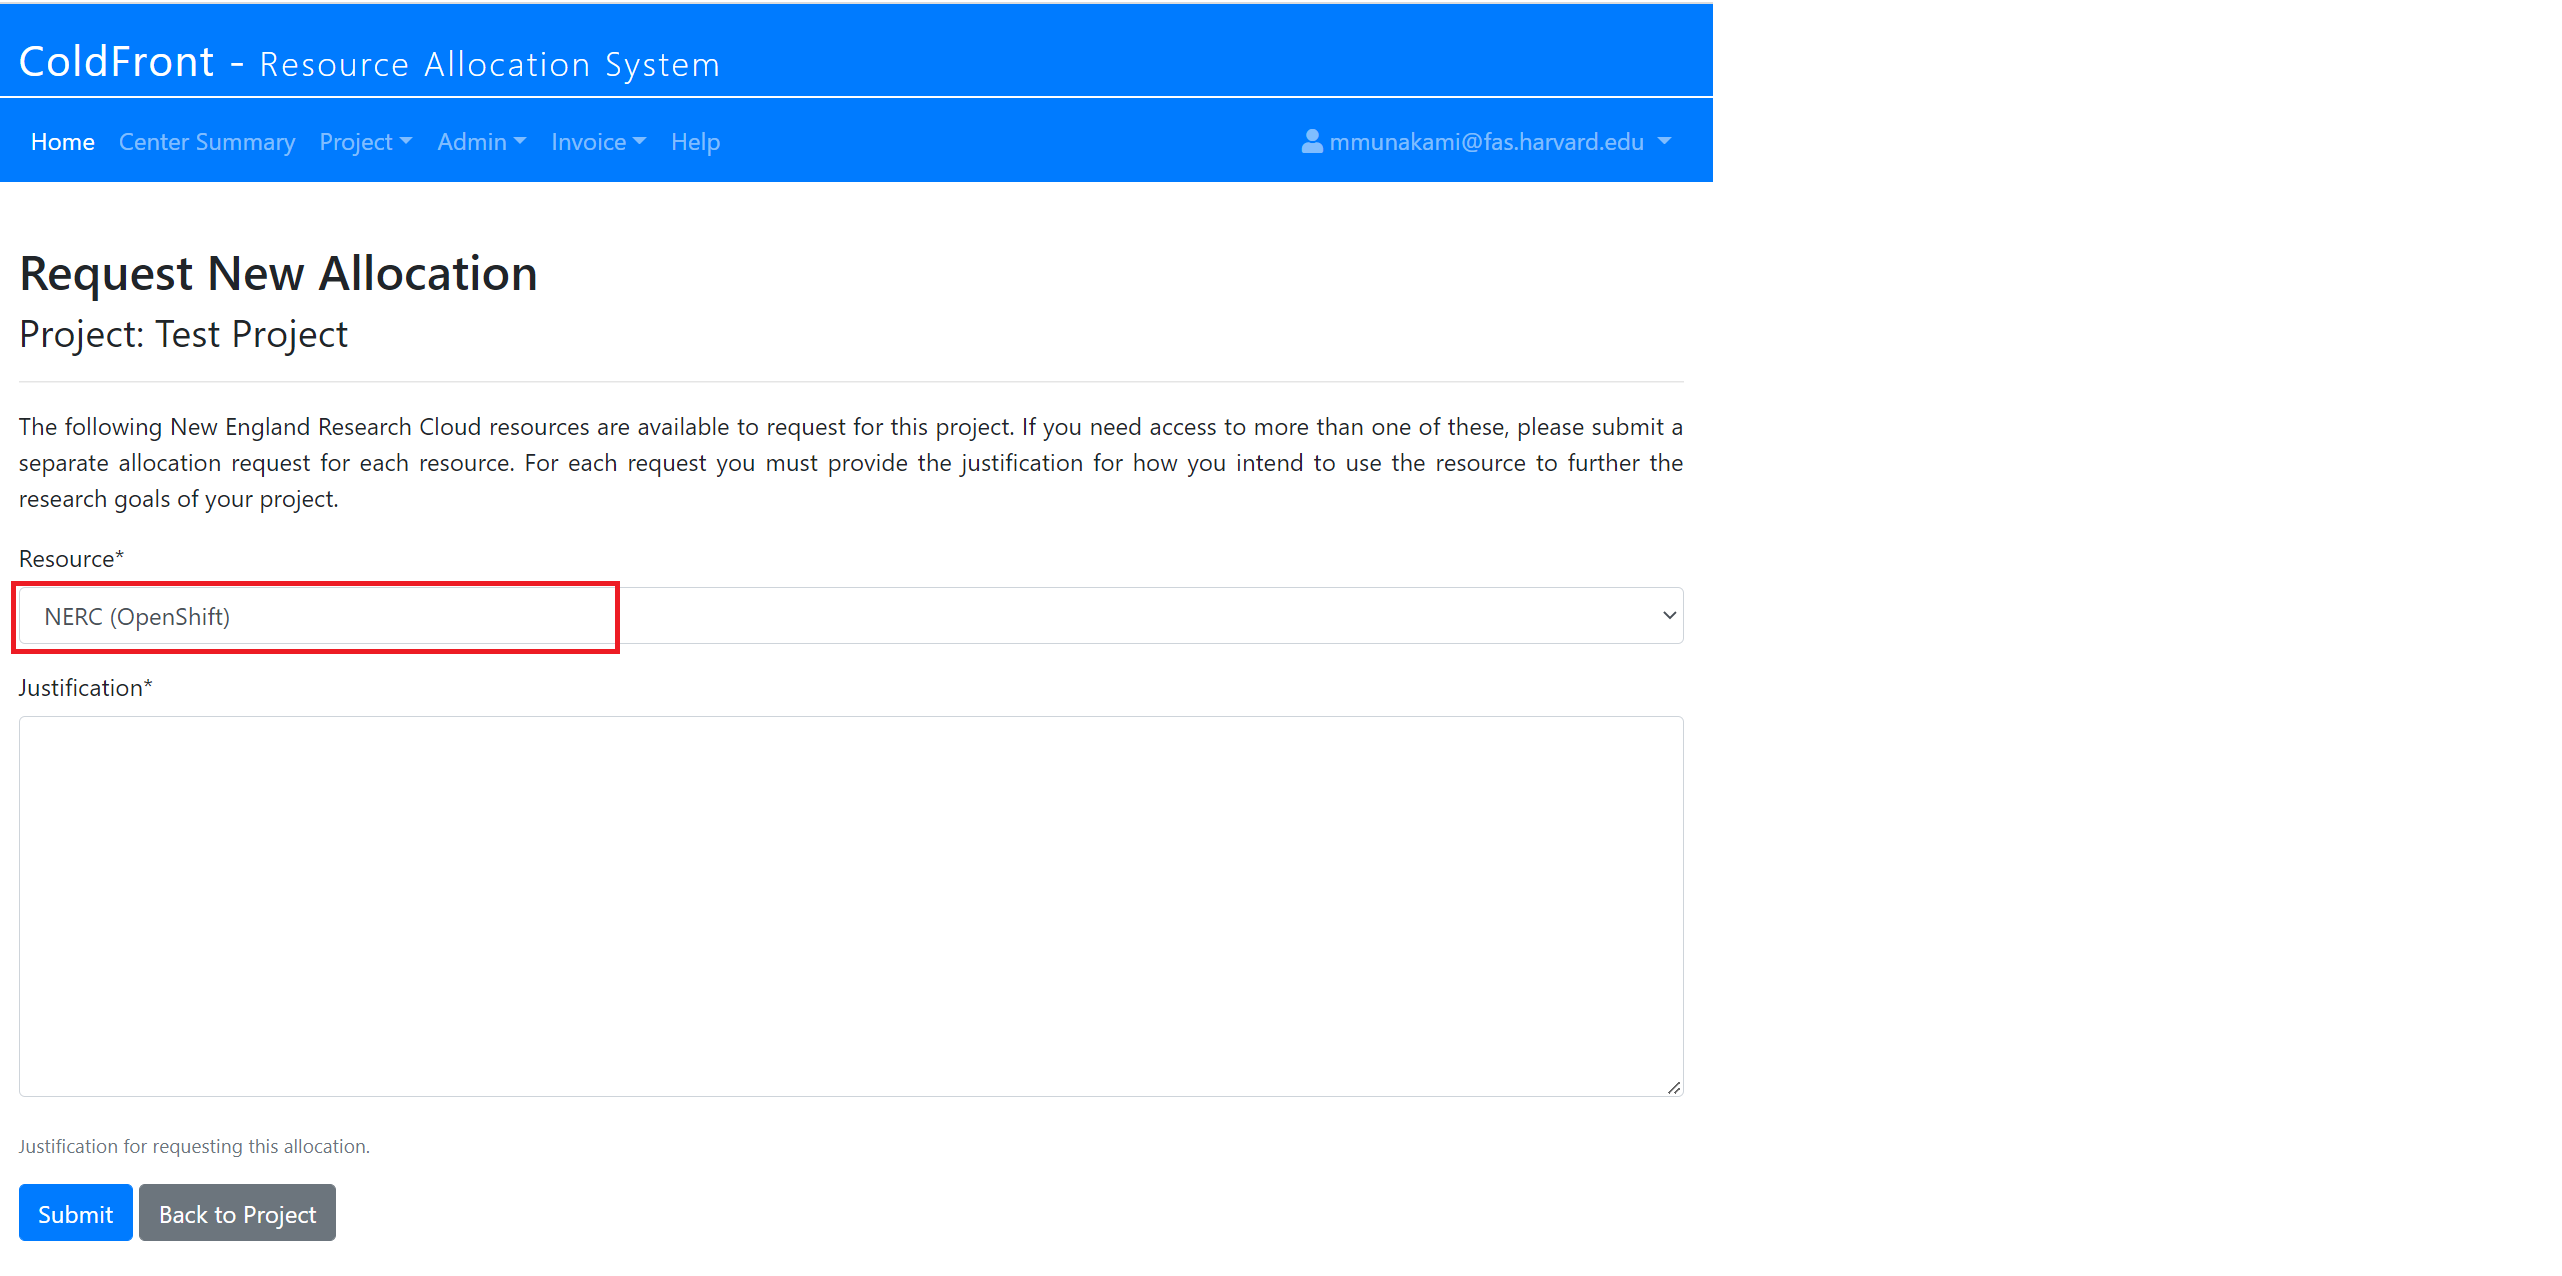 ColdFront - Resource Allocation System
Home Center Summary Project Admin Invoice Help mmunakami@fas.harvard.edu
Request New Allocation
Project: Test Project
The following New England Research Cloud resources are available to request for this project. If you need access to more than one of these, please submit a
separate allocation request for each resource. For each request you must provide the justification for how you intend to use the resource to further the
research goals of your project.
Resource*
NERC (OpenShift)
Justification*
Justification for requesting this allocation.
Submit Back to Project